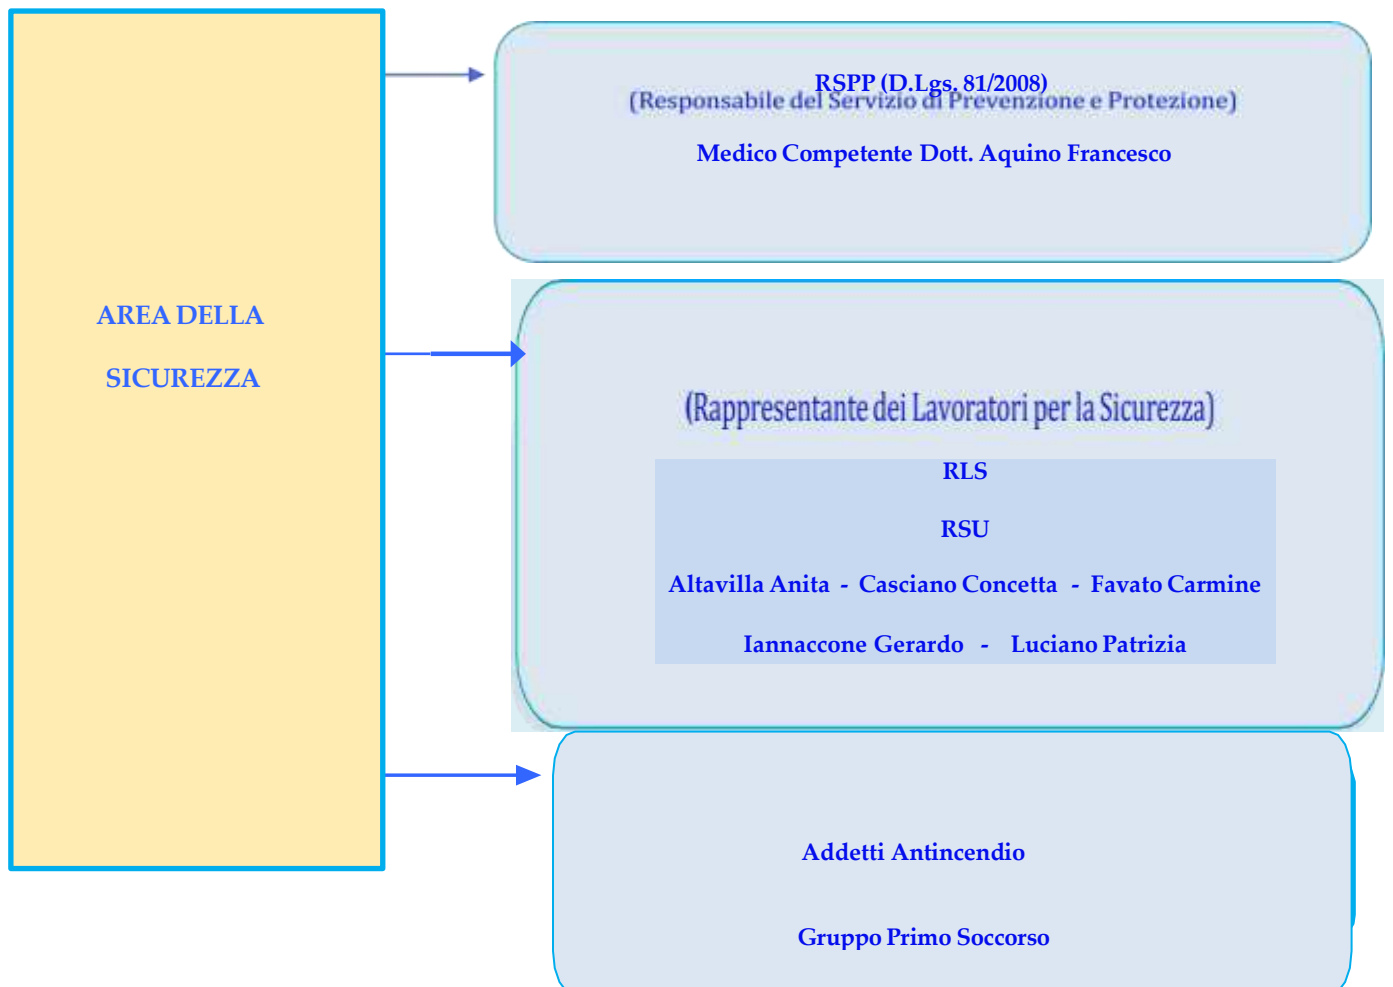 AREA DELLA
SICUREZZA
RSPP (D.Lgs. 81/2008)
(Responsabile del Servizio di Prevenzione e Protezione)
Medico Competente Dott. Aquino Francesco
(Rappresentante dei Lavoratori per la Sicurezza)
RLS
RSU
Altavilla Anita - Casciano Concetta - Favato Carmine
Iannaccone Gerardo - Luciano Patrizia
Addetti Antincendio
Gruppo Primo Soccorso